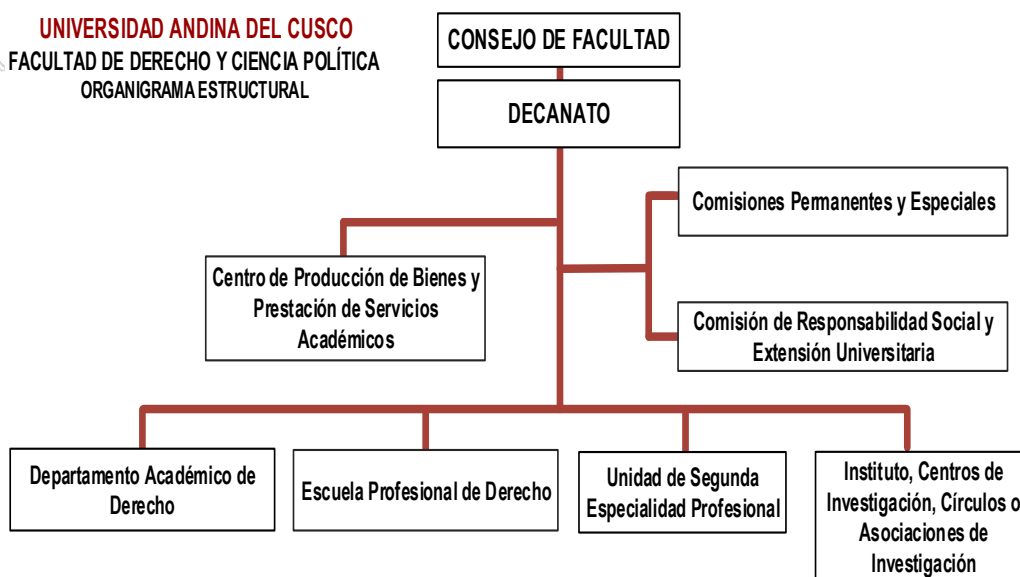 UNIVERSIDAD ANDINA DEL CUSCO
FACULTAD DE DERECHO Y CIENCIA POLÍTICA
ORGANIGRAMA ESTRUCTURAL
CONSEJO DE FACULTAD
DECANATO
Comisiones Permanentes y Especiales
Centro de Producción de Bienes y
Prestación de Servicios
Académicos
Comisión de Responsabilidad Social y
Extensión Universitaria
Departamento Académico de
Derecho
Escuela Profesional de Derecho
Unidad de Segunda
Especialidad Profesional
Instituto, Centros de
Investigación, Círculos o
Asociaciones de
Investigación